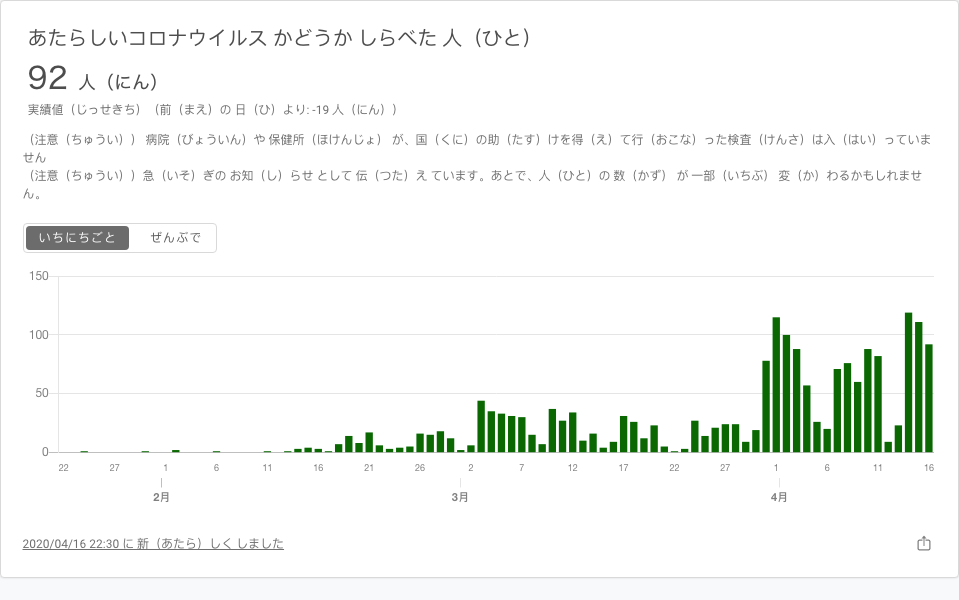 あたらしいコロナウイルス かどうか しらべた 人（ひと）
92 人（にん）
実績値（じっせきち）（前（まえ）の 日（ひ）より: -19 人（にん））
（注意（ちゅうい）） 病院（びょういん）や 保健所（ほけんじょ） が、国（くに）の助（たす）けを得（え）て行（おこな）った検査（けんさ）は入（はい）っていま
せん
（注意（ちゅうい））急（いそ）ぎの お知（し）らせ として 伝（つた）え ています。あとで、人（ひと）の 数（かず） が 一部（いちぶ） 変（か）わるかもしれませ
ん。
いちにちごと ぜんぶで
150
100
50
0
22 27 1 6 11 16 21 26 2 7 12 17 22 27 1 6 11 16
2月 3月 4月
2020/04/16 22:30 に 新（あたら）しく しました